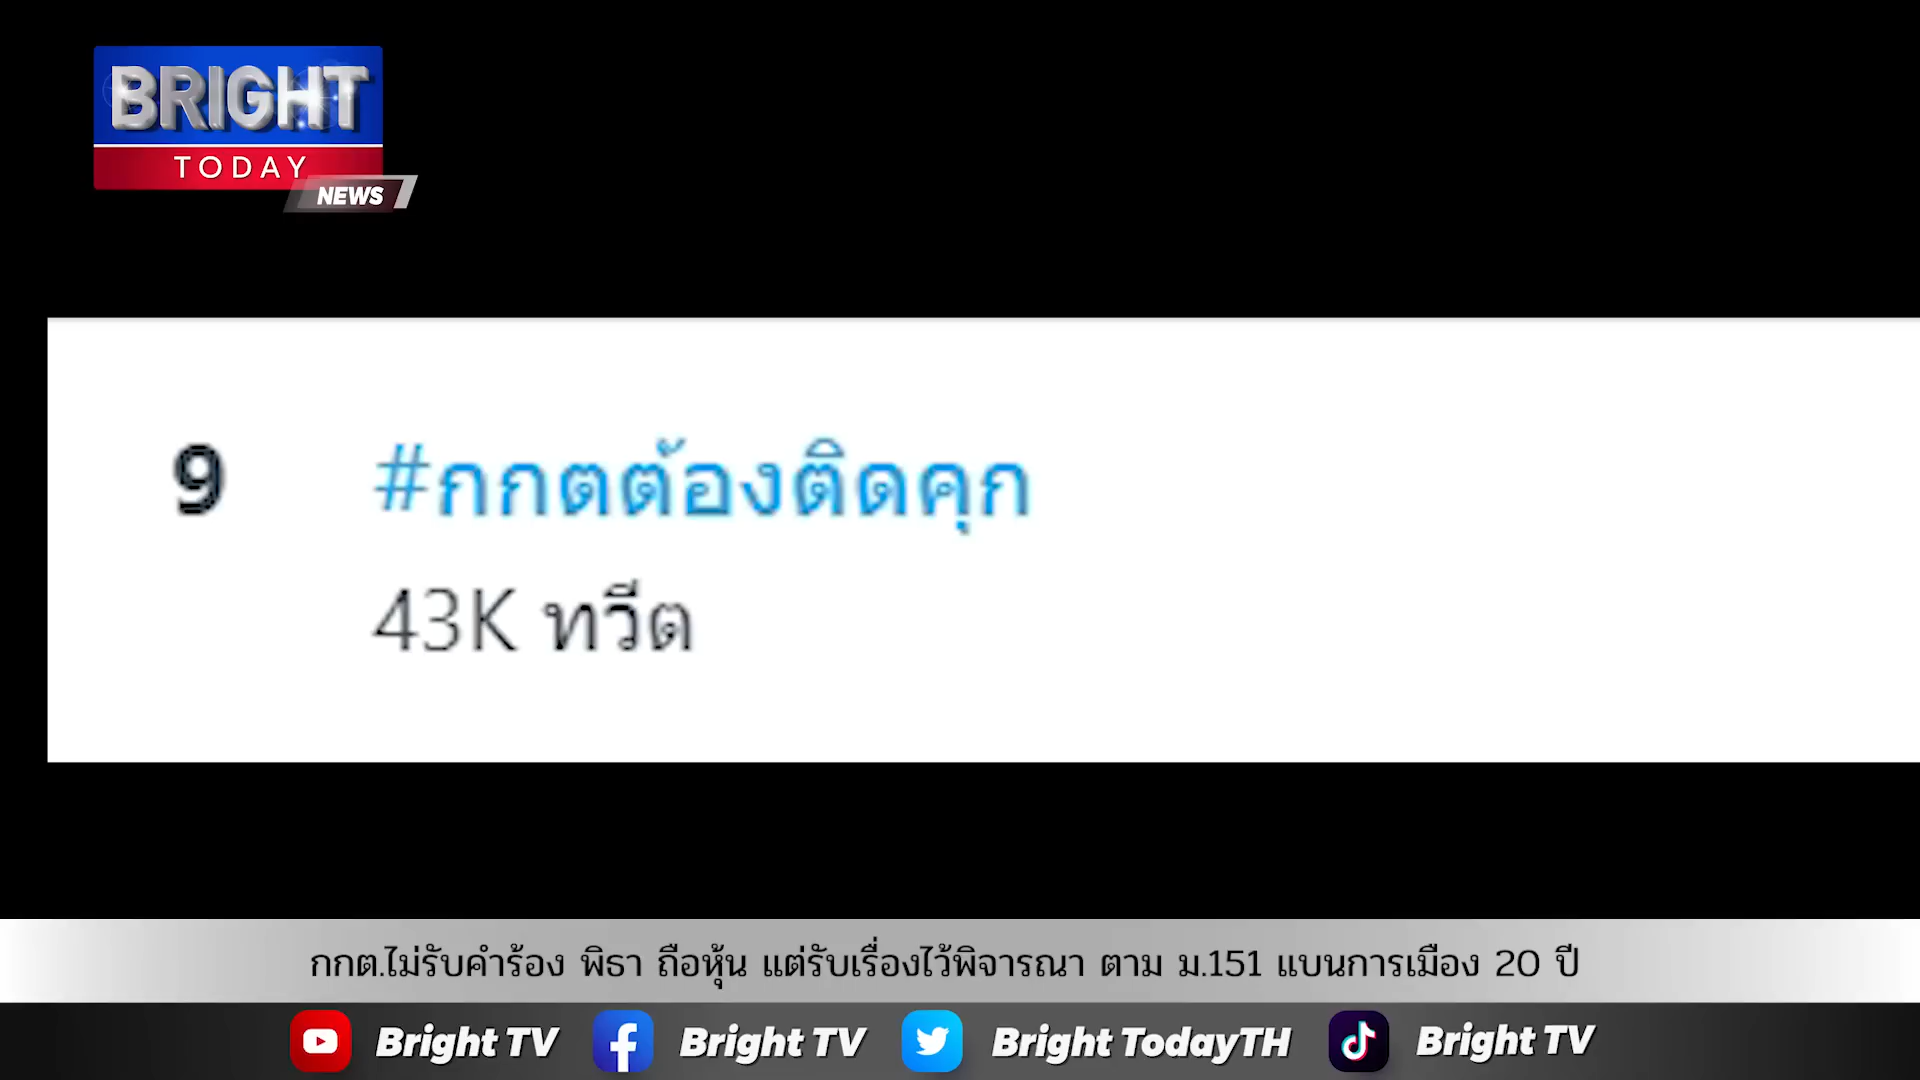 BRIGHT
TODAY
NEWS
9 #กกตต้องติดคุก
43K ทวีต
กกต.ไม่รับคำร้อง พิธา ถือหุ้น แต่รับเรื่องไว้พิจารณา ตาม ม.151 แบนการเมือง 20 ปี
Bright TV Bright TV Bright TodayTH Bright TV